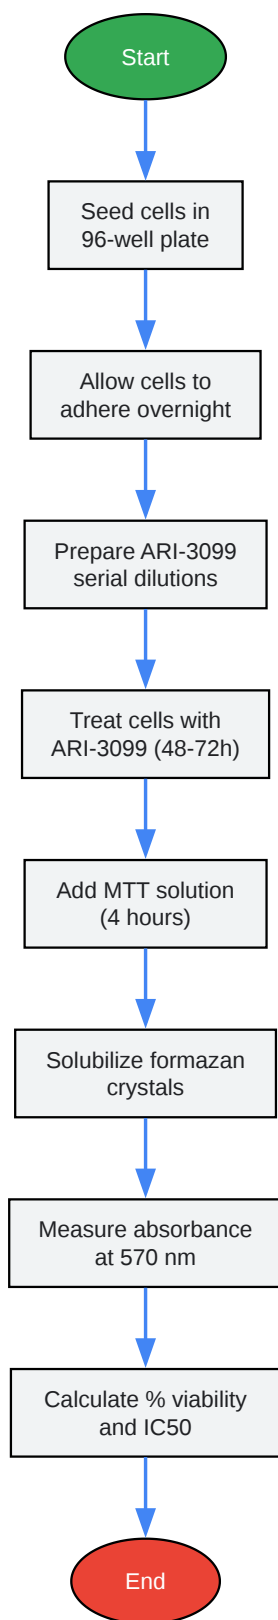 Start
Seed cells in
96-well plate
Allow cells to
adhere overnight
Prepare ARI-3099
serial dilutions
Treat cells with
ARI-3099 (48-72h)
Add MTT solution
(4 hours)
Solubilize formazan
crystals
Measure absorbance
at 570 nm
Calculate % viability
and IC50
End